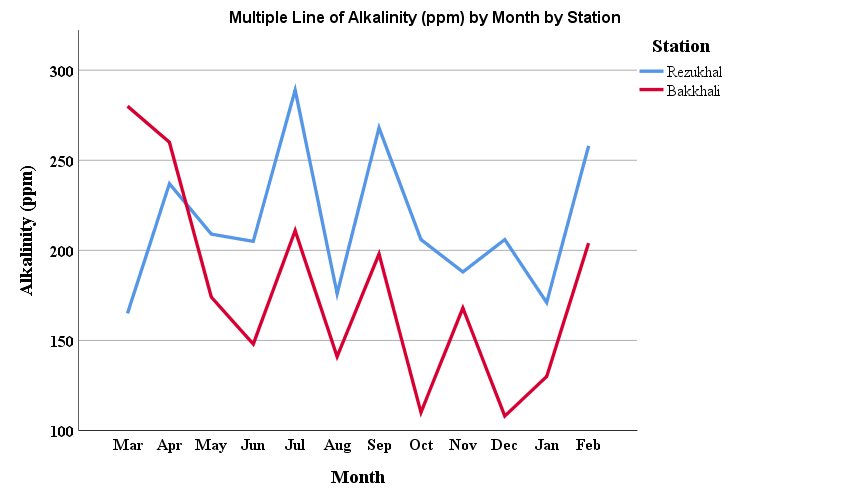 Multiple Line of Alkalinity (ppm) by Month by Station
Station
Rezukhal
Bakkhali
Alkalinity (ppm)
300
250
200
150
100
Mar Apr May Jun Jul Aug Sep Oct Nov Dec Jan Feb
Month